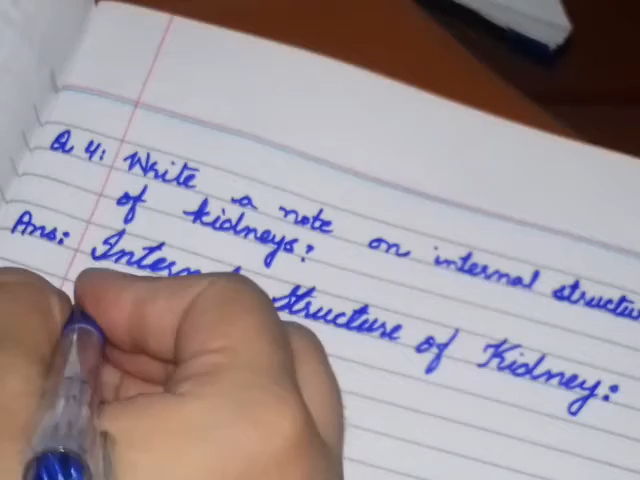 Q 4: Write a note on internal
of kidneys:
Ans: Structure of Kidney: